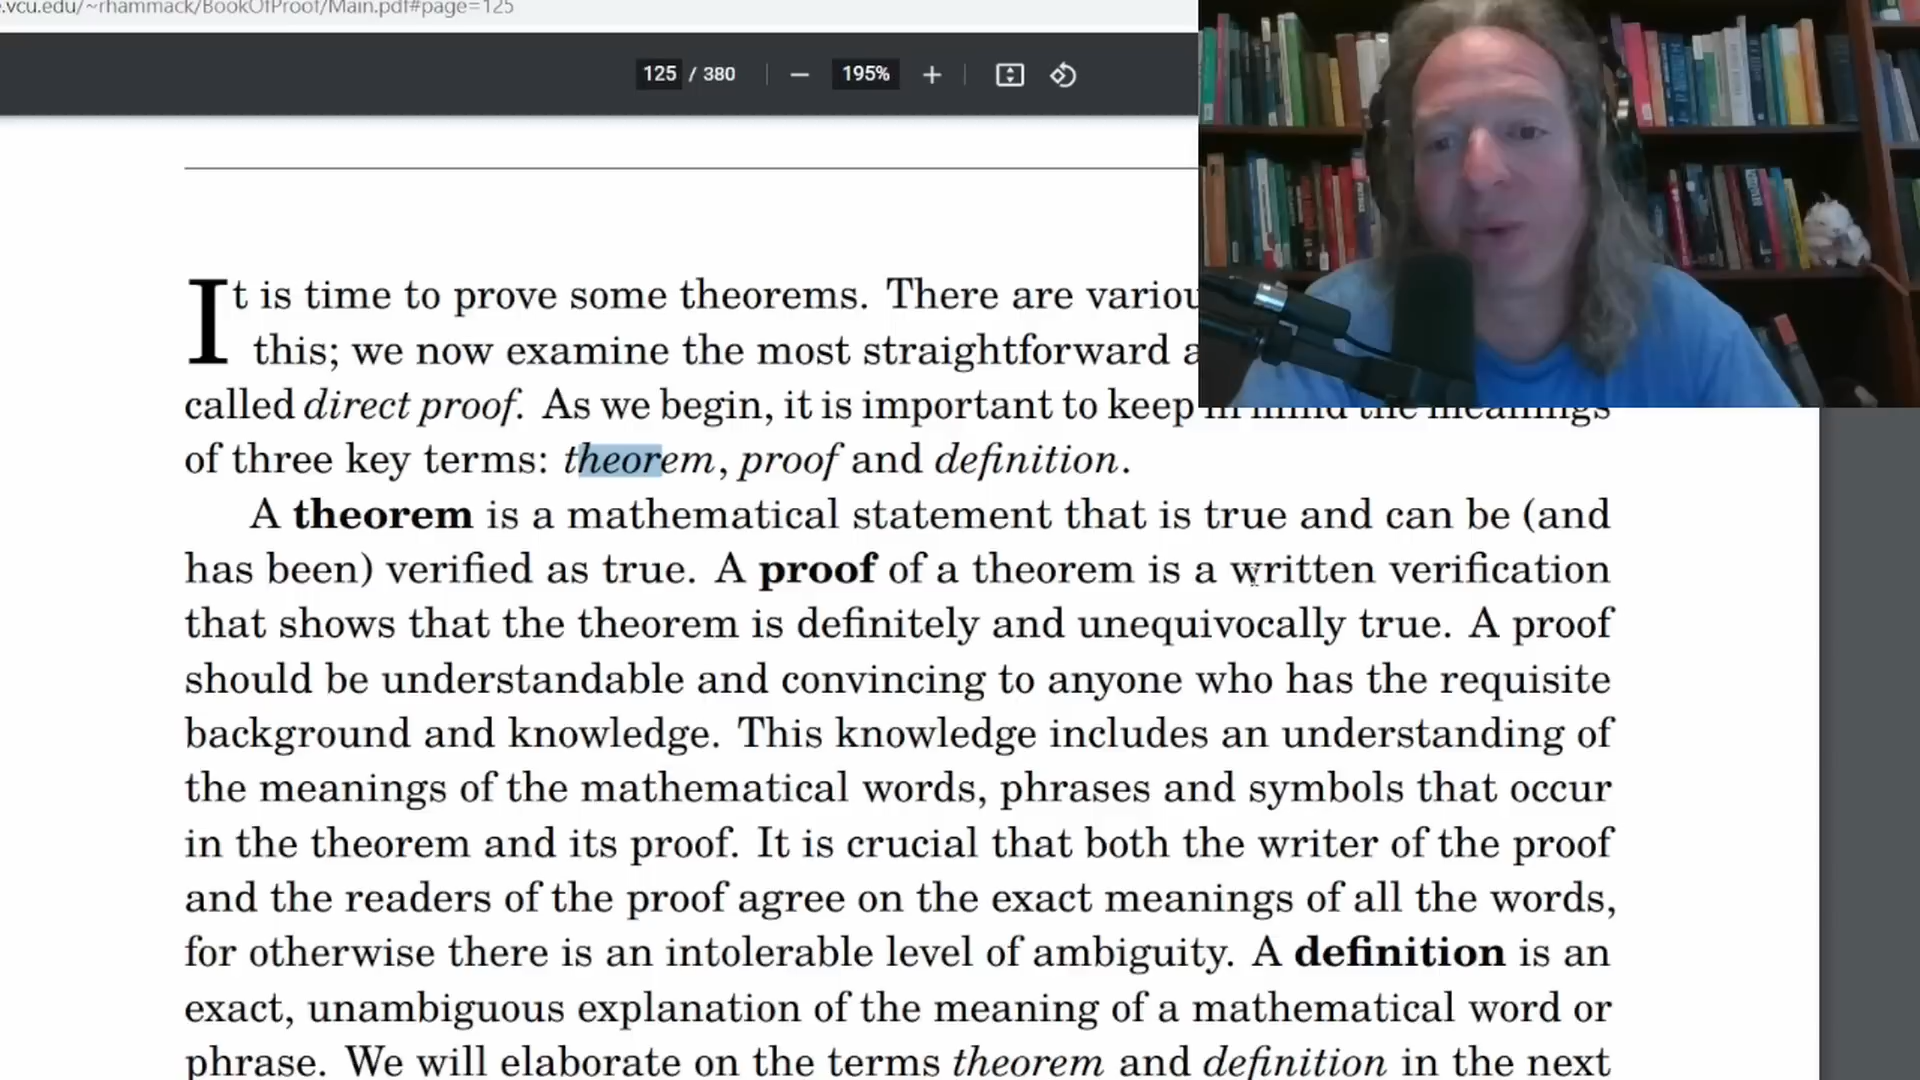 .vcu.edu/~rhammack/BookOfProof/Main.pdf#page=125
125 / 380 — 195% +
It is time to prove some theorems. There are
this; we now examine the most straightforward
called direct proof. As we begin, it is important to keep in mind the meanings
of three key terms: theorem, proof and definition.
A theorem is a mathematical statement that is true and can be (and
has been) verified as true. A proof of a theorem is a written verification
that shows that the theorem is definitely and unequivocally true. A proof
should be understandable and convincing to anyone who has the requisite
background and knowledge. This knowledge includes an understanding of
the meanings of the mathematical words, phrases and symbols that occur
in the theorem and its proof. It is crucial that both the writer of the proof
and the readers of the proof agree on the exact meanings of all the words,
for otherwise there is an intolerable level of ambiguity. A definition is an
exact, unambiguous explanation of the meaning of a mathematical word or
phrase. We will elaborate on the terms theorem and definition in the next